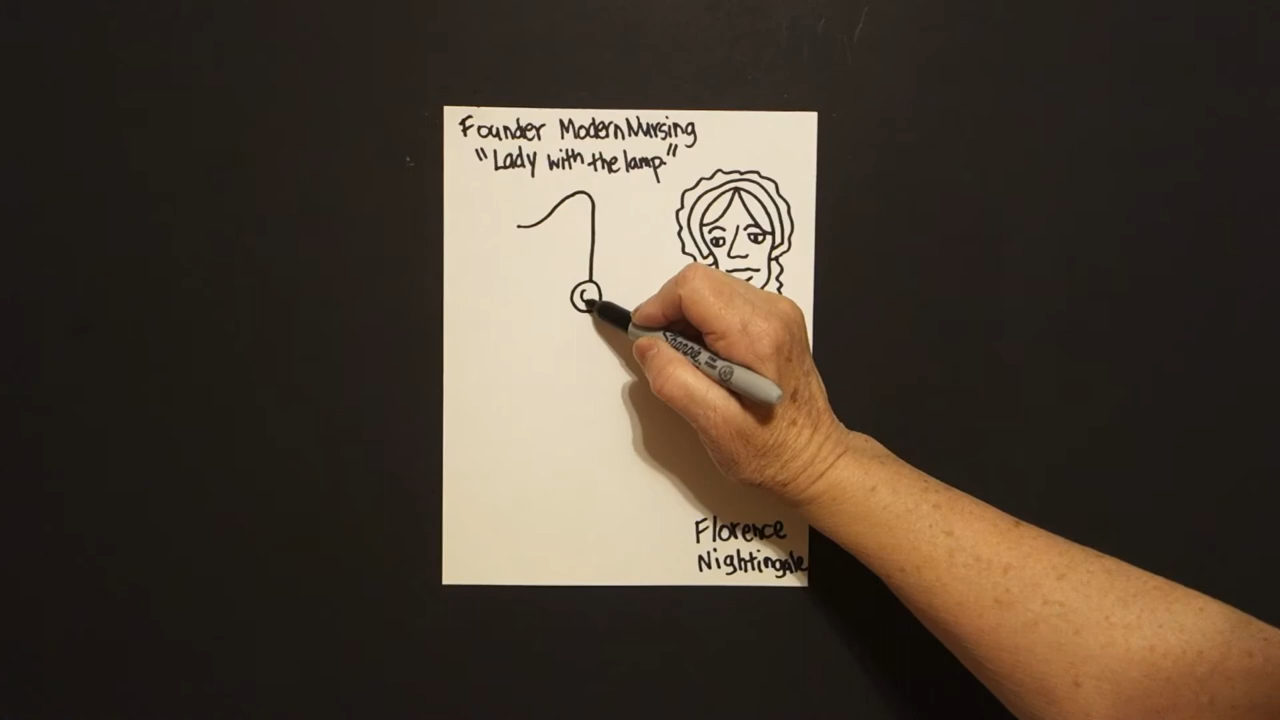 Founder Modern Nursing
"Lady with the lamp"
Sharpie
Florence
Nightingale